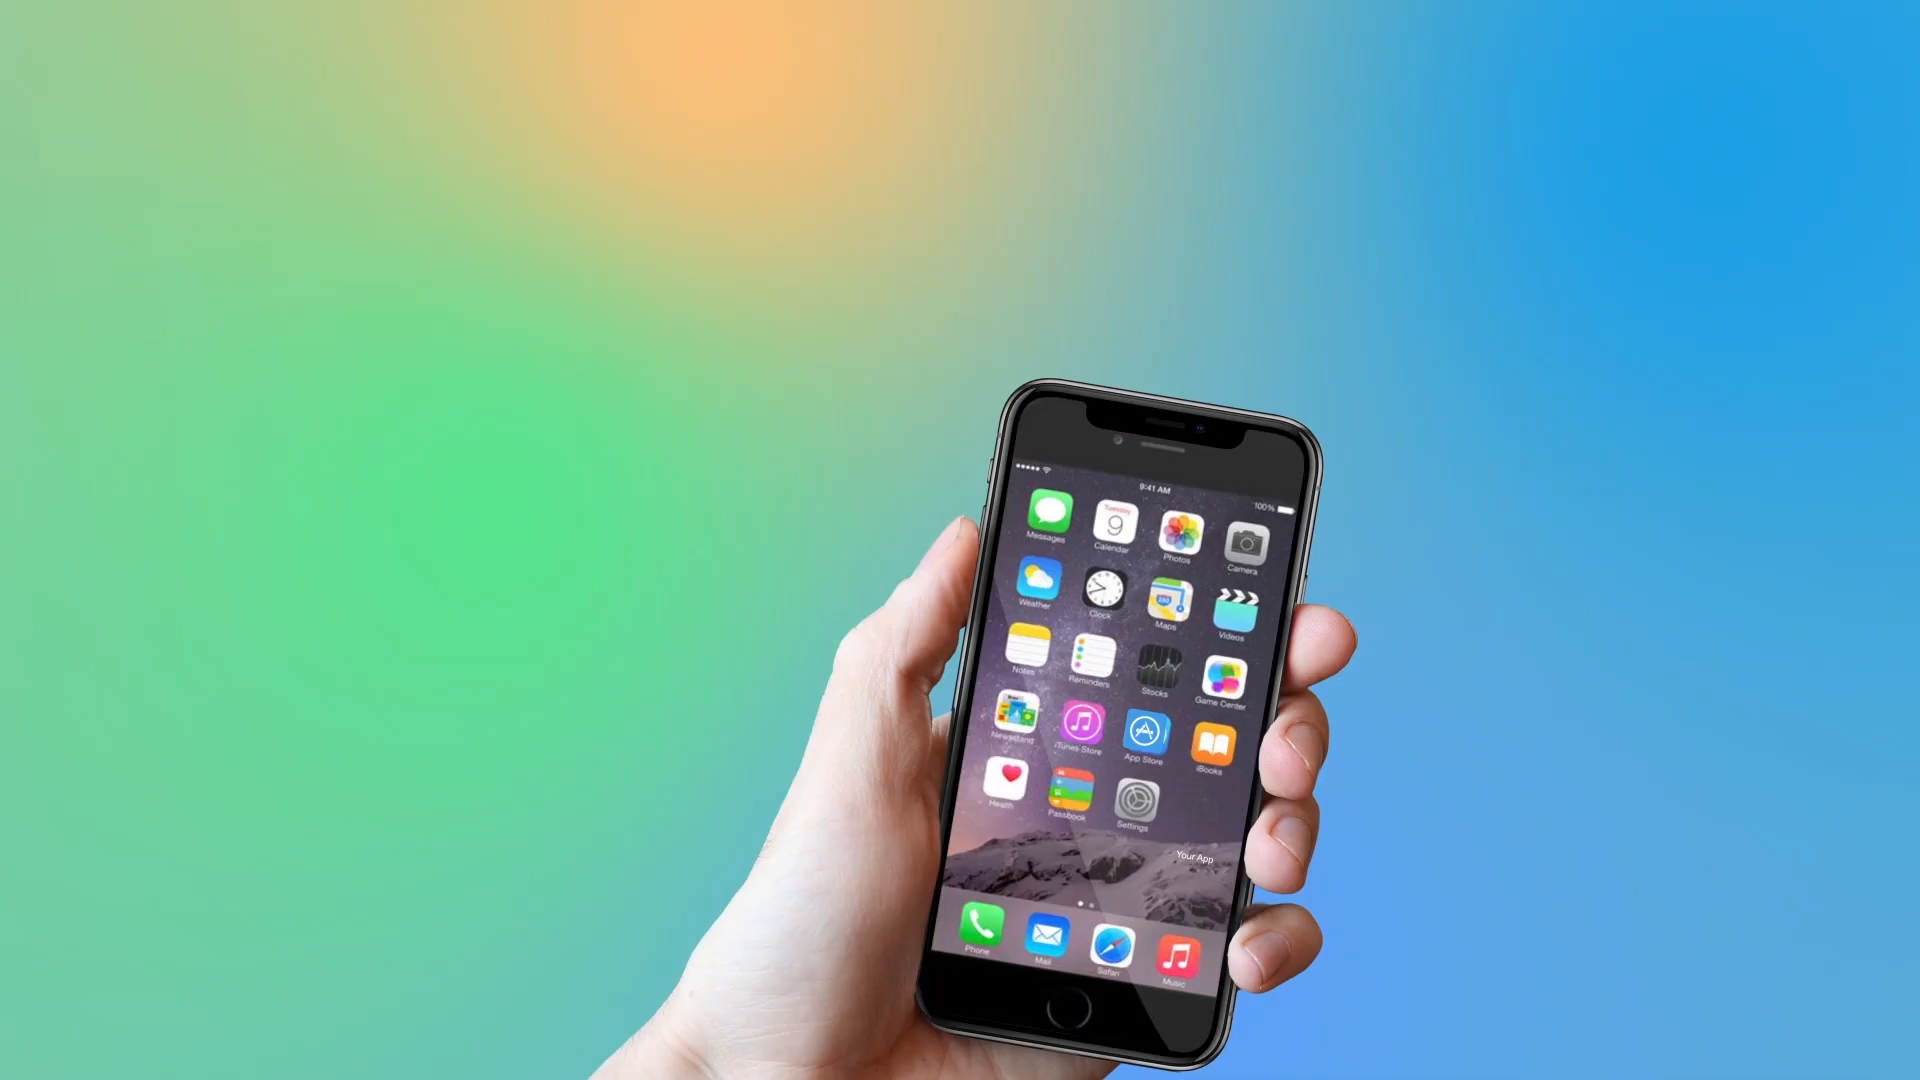 9:41 AM
100%
Tuesday
9
Messages
Calendar
Photos
Camera
280
Weather
Clock
Maps
Videos
Notes
Reminders
Stocks
Game Center
Newsstand
iTunes Store
App Store
iBooks
Health
Passbook
Settings
Your App
Phone
Mail
Safari
Music